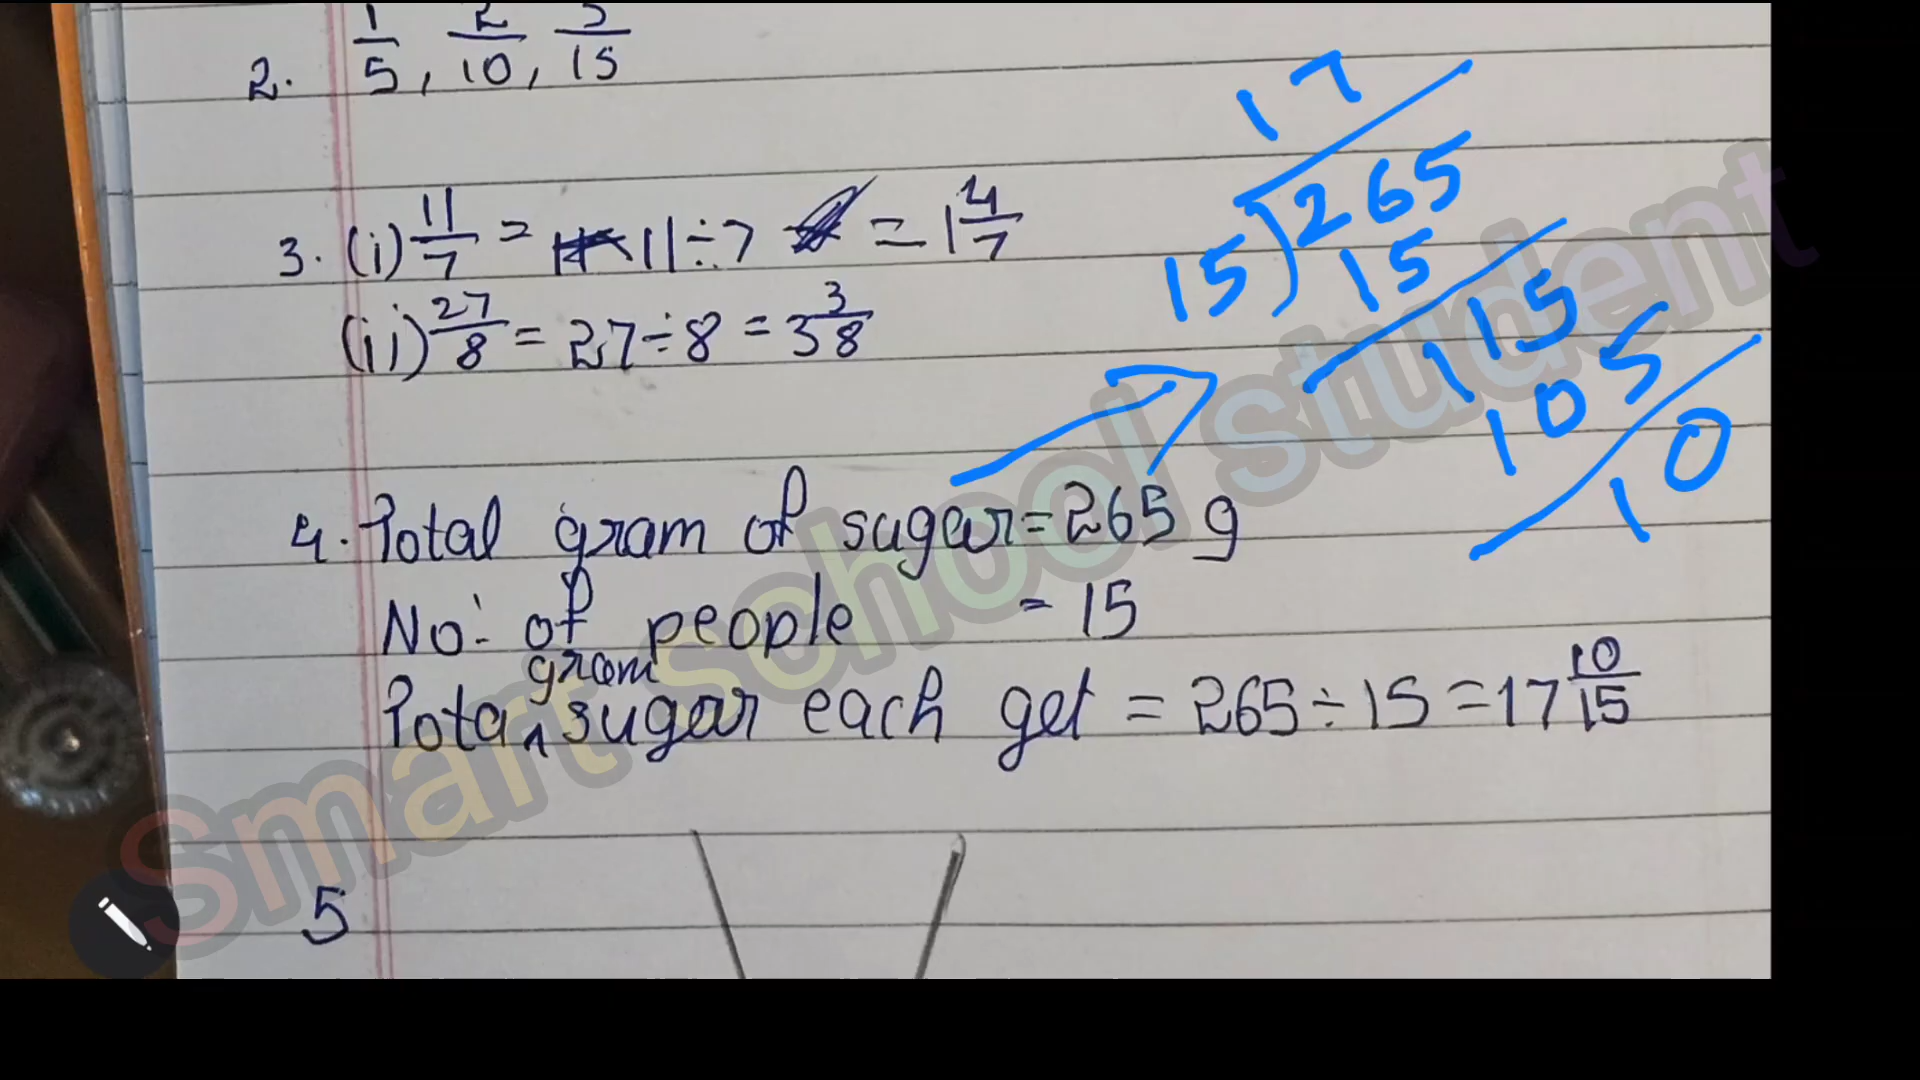 2. 1/5, 2/10, 3/15
3. (i) 11/7 = 11÷7 = 1 4/7
(ii) 27/8 = 27÷8 = 3 3/8
17
15)265
15
115
105
10
4. Total gram of sugar = 265 g
No: of people = 15
gram
Tota, sugar each get = 265 ÷ 15 = 17 10/15
5
Smart school student